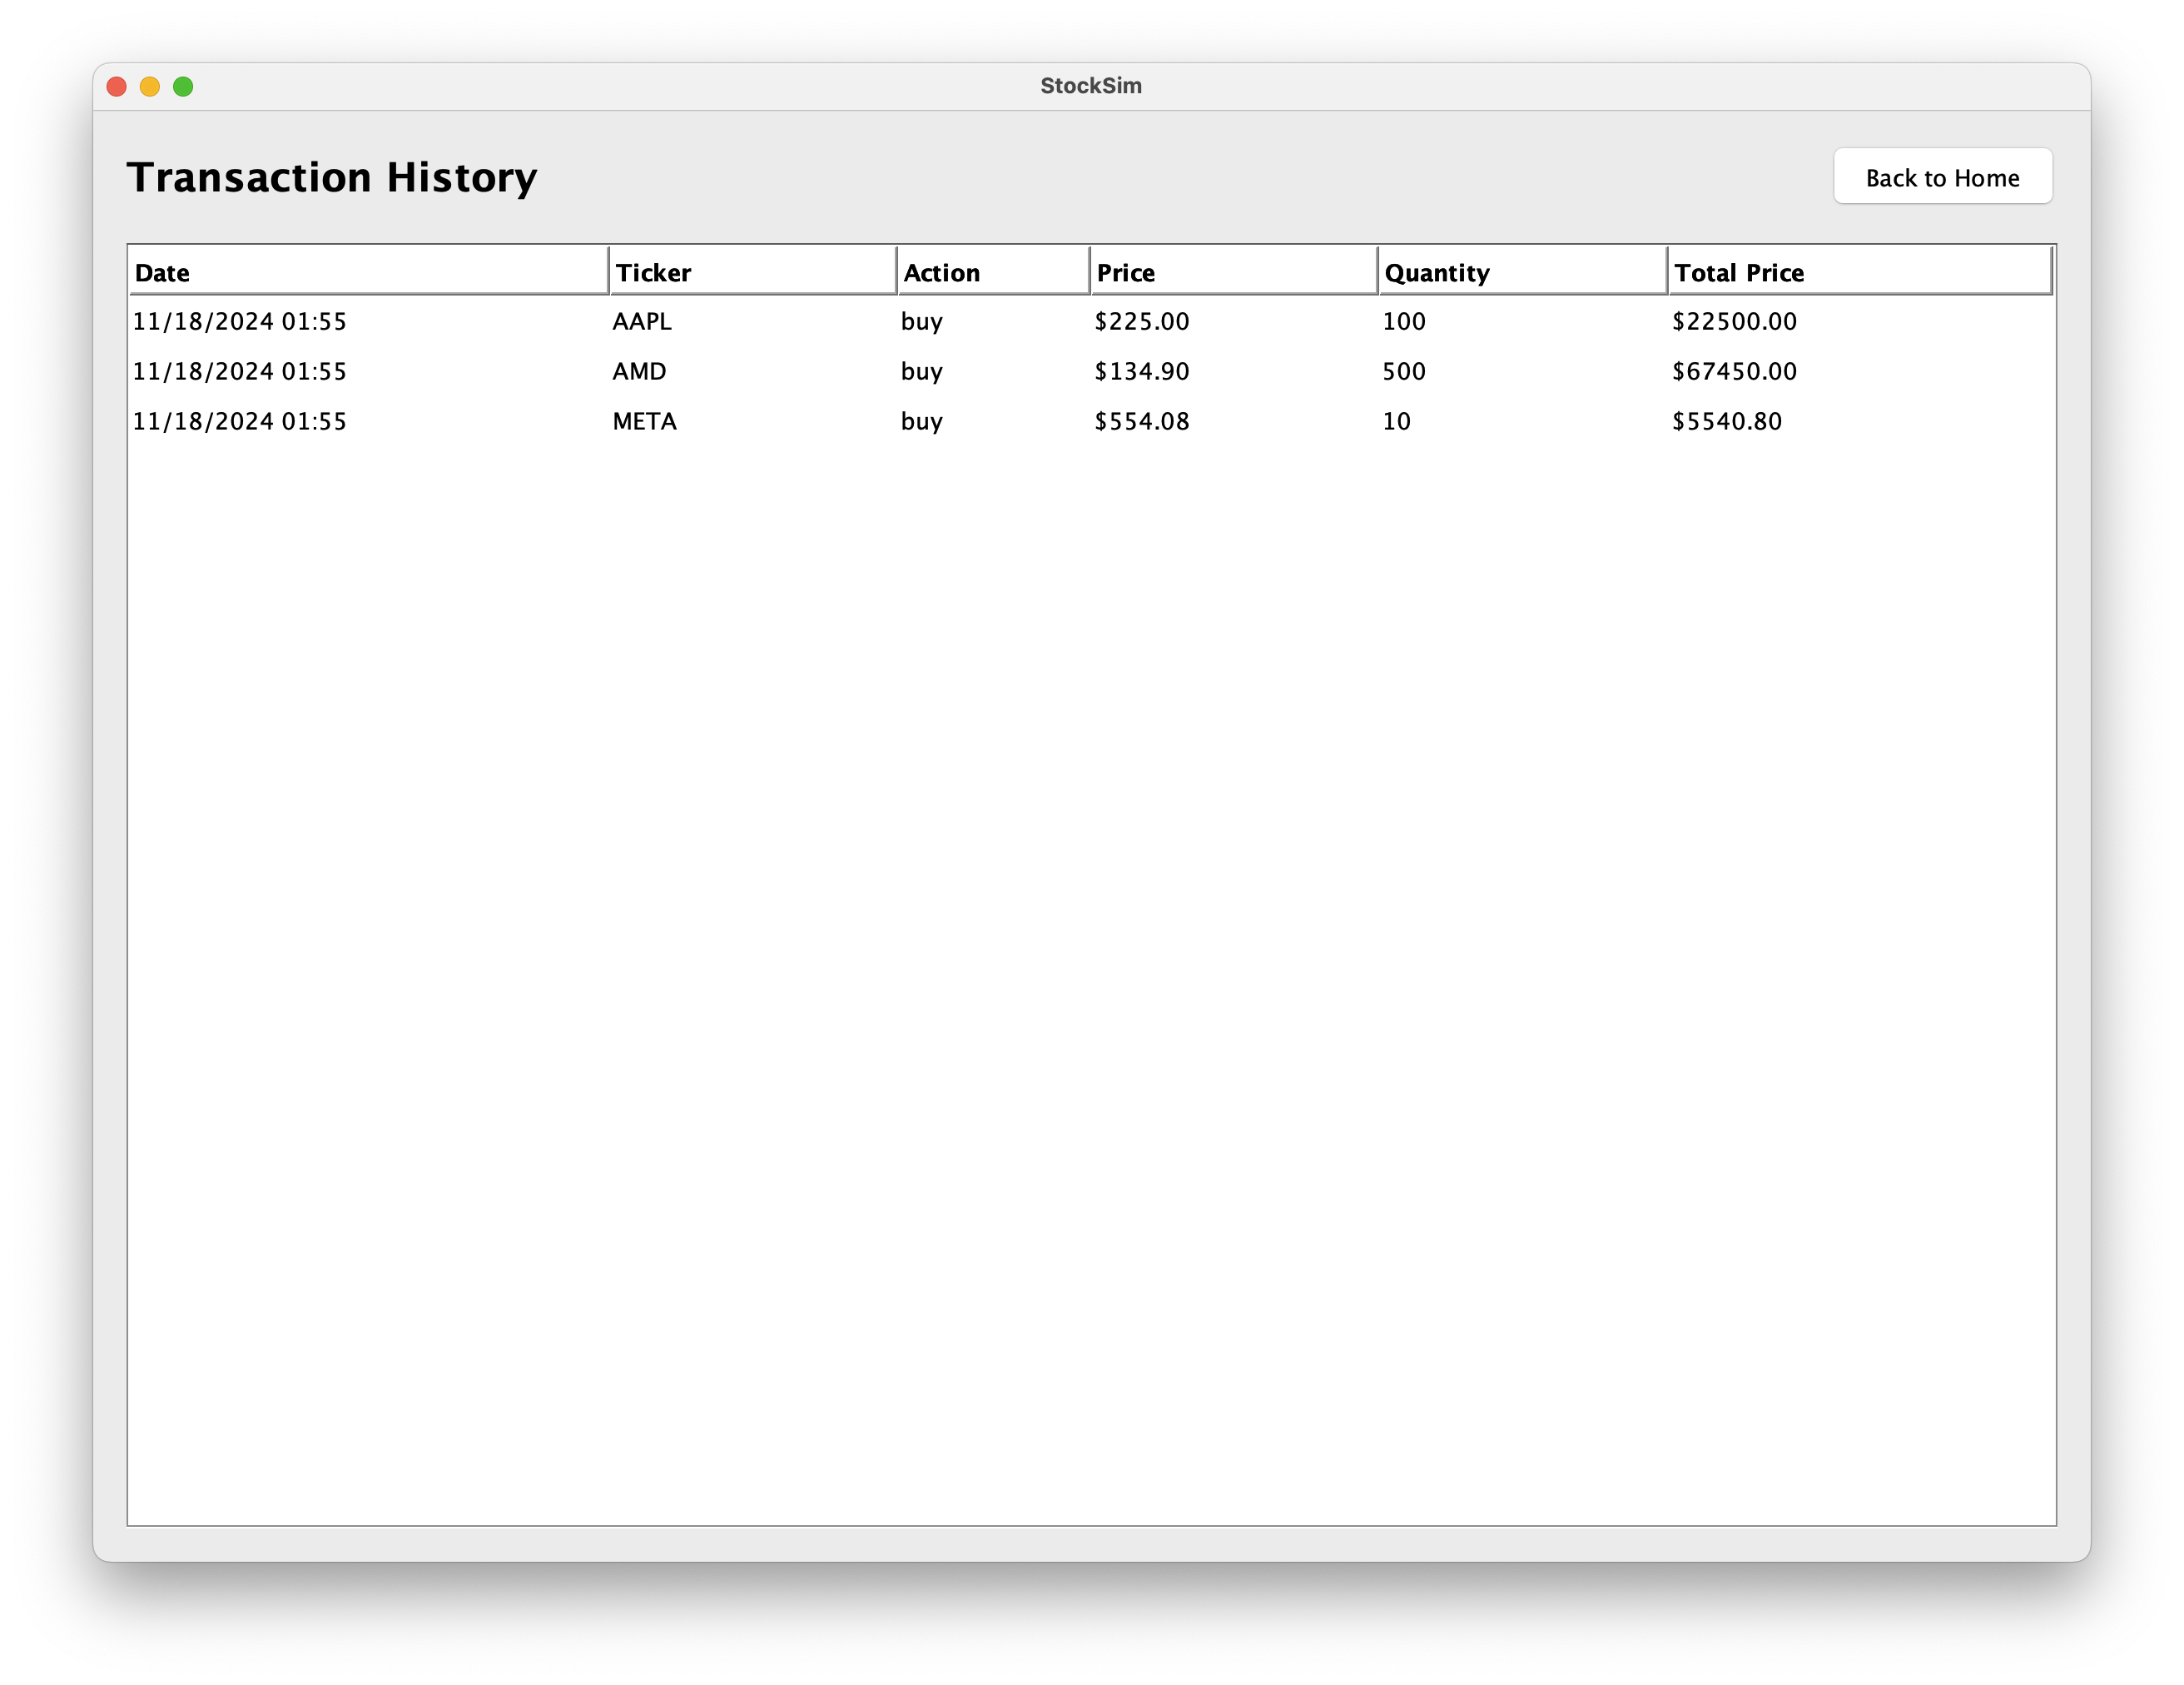 StockSim
Transaction History
Back to Home
Date Ticker Action Price Quantity Total Price
11/18/2024 01:55 AAPL buy $225.00 100 $22500.00
11/18/2024 01:55 AMD buy $134.90 500 $67450.00
11/18/2024 01:55 META buy $554.08 10 $5540.80